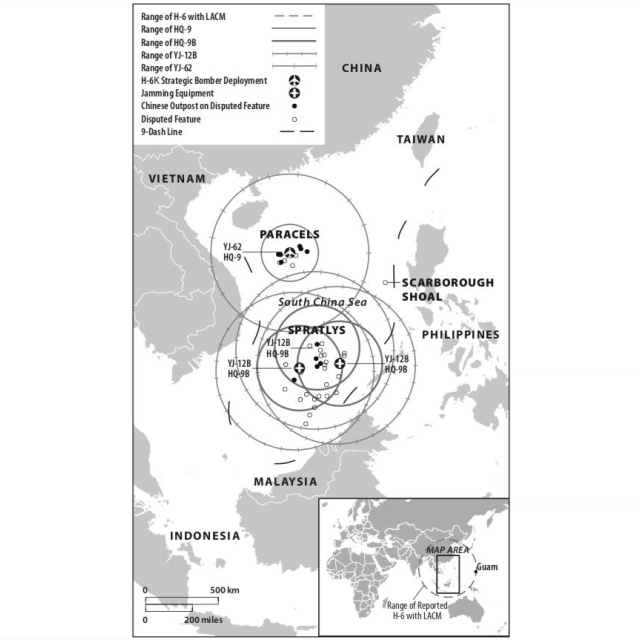 Range of H-6 with LACM
Range of HQ-9
Range of HQ-9B
Range of YJ-12B
Range of YJ-62
H-6K Strategic Bomber Deployment
Jamming Equipment
Chinese Outpost on Disputed Feature
Disputed Feature
9-Dash Line
CHINA
TAIWAN
VIETNAM
PARACELS
YJ-62
HQ-9
SCARBOROUGH
SHOAL
South China Sea
SPRATLYS
PHILIPPINES
YJ-12B
HQ-9B
YJ-12B
HQ-9B
YJ-12B
HQ-9B
MALAYSIA
INDONESIA
MAP AREA
Guam
Range of Reported
H-6 with LACM
0 500 km
0 200 miles